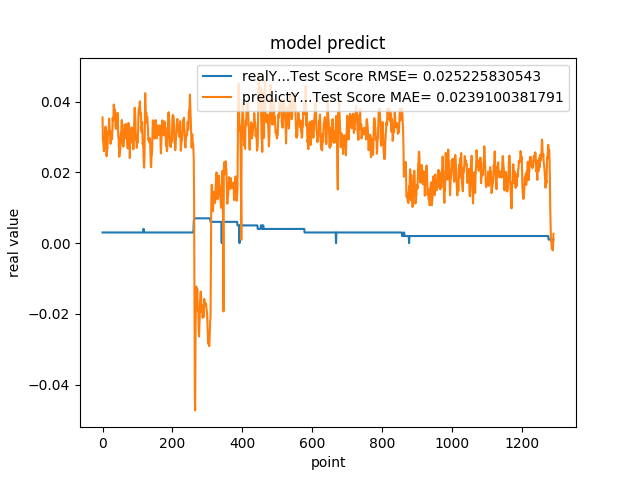 model predict
realY...Test Score RMSE= 0.025225830543
predictY...Test Score MAE= 0.0239100381791
0.04
0.02
0.00
−0.02
−0.04
real value
0 200 400 600 800 1000 1200
point